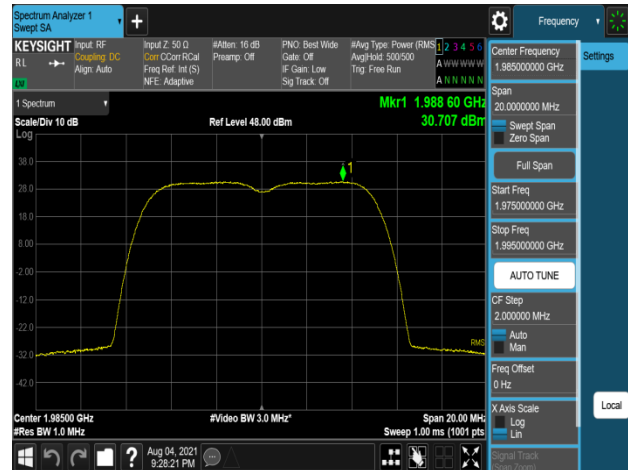 Spectrum Analyzer 1
Swept SA
Frequency
KEYSIGHT
RL
LW
Input: RF
Coupling: DC
Align: Auto
Input Z: 50 Ω
Corr CCorr RCal
Freq Ref: Int (S)
NFE: Adaptive
#Atten: 16 dB
Preamp: Off
PNO: Best Wide
Gate: Off
IF Gain: Low
Sig Track: Off
#Avg Type: Power (RMS
Avg|Hold: 500/500
Trig: Free Run
1 2 3 4 5 6
A W W W W W
A N N N N N
1 Spectrum
Scale/Div 10 dB
Log
Ref Level 48.00 dBm
Mkr1 1.988 60 GHz
30.707 dBm
1
38.0
28.0
18.0
8.00
-2.00
-12.0
-22.0
-32.0
-42.0
RMS
Center 1.98500 GHz
#Res BW 1.0 MHz
#Video BW 3.0 MHz*
Span 20.00 MHz
Sweep 1.00 ms (1001 pts)
Aug 04, 2021
9:28:21 PM
Center Frequency
1.985000000 GHz
Settings
Span
20.0000000 MHz
Swept Span
Zero Span
Full Span
Start Freq
1.975000000 GHz
Stop Freq
1.995000000 GHz
AUTO TUNE
CF Step
2.000000 MHz
Auto
Man
Freq Offset
0 Hz
X Axis Scale
Log
Lin
Local
Signal Track
(Span Zoom)